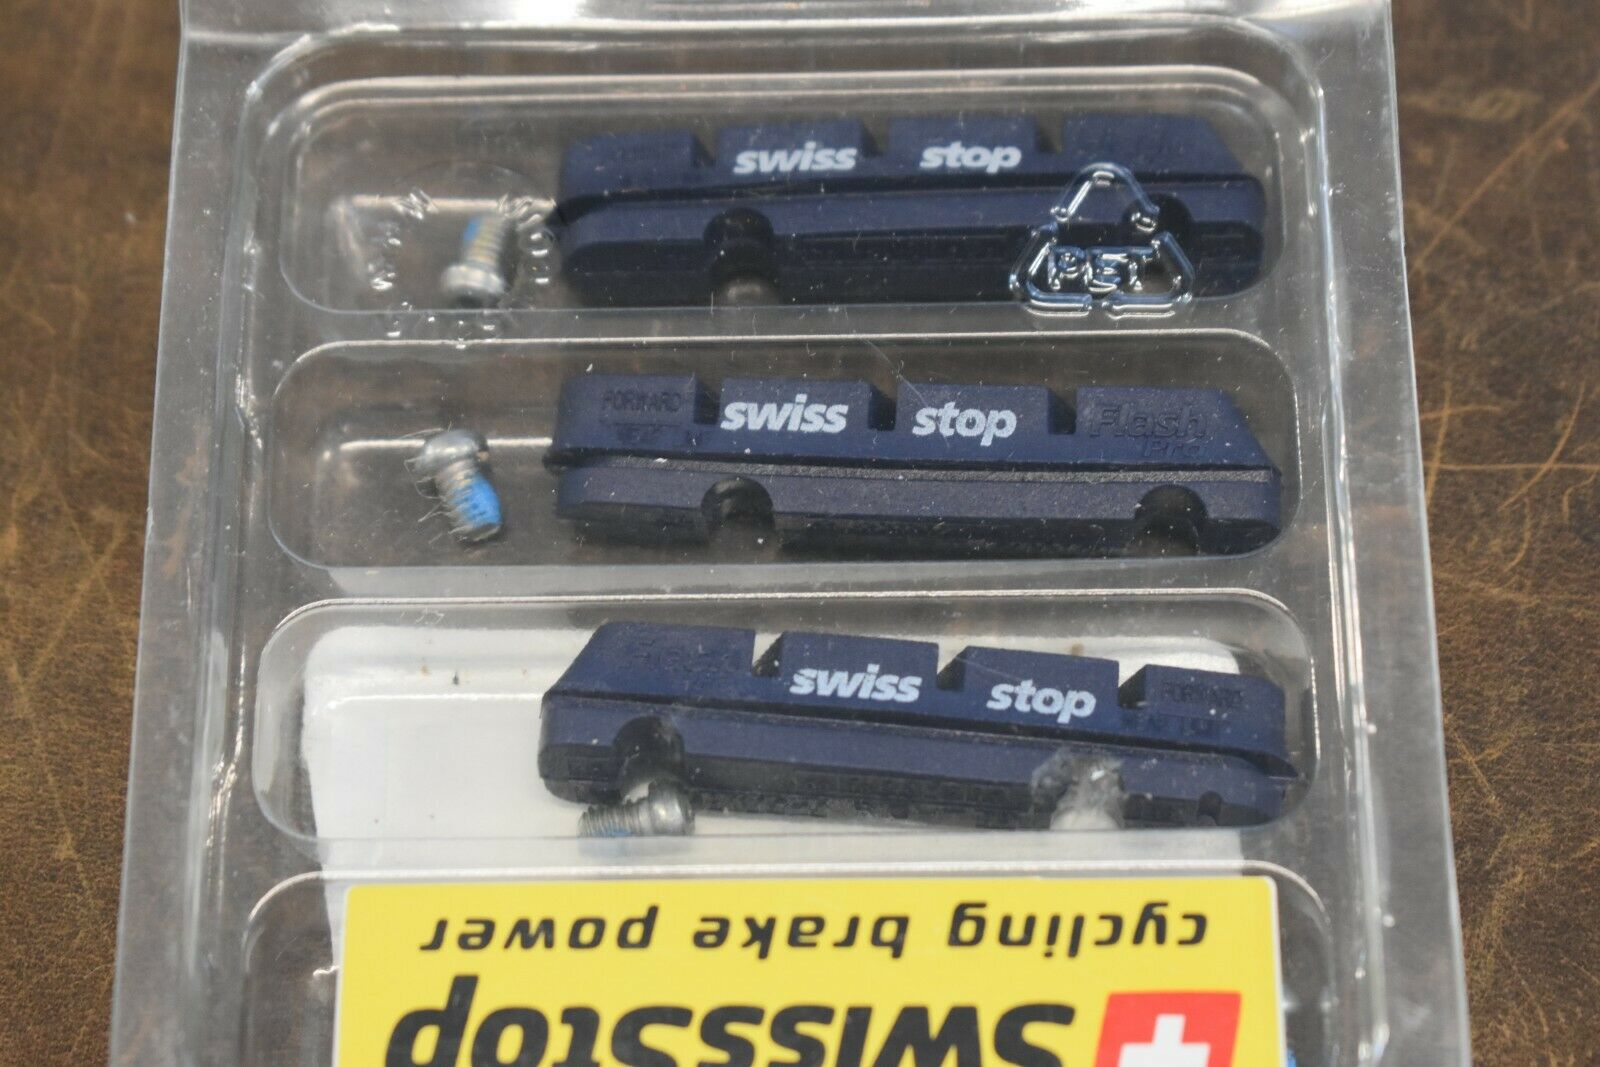 swiss stop
PET
FORWARD swiss stop Flash
Pro
swiss stop FORWARD
cycling brake power
SwissStop